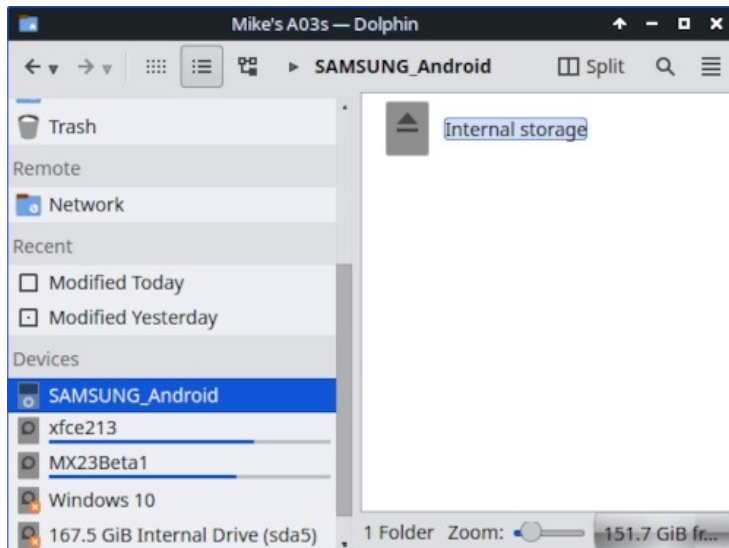 Mike's A03s — Dolphin
SAMSUNG_Android
Split
Trash
Remote
Network
Recent
Modified Today
Modified Yesterday
Devices
SAMSUNG_Android
xfce213
MX23Beta1
Windows 10
167.5 GiB Internal Drive (sda5)
Internal storage
1 Folder Zoom: 151.7 GiB fr...